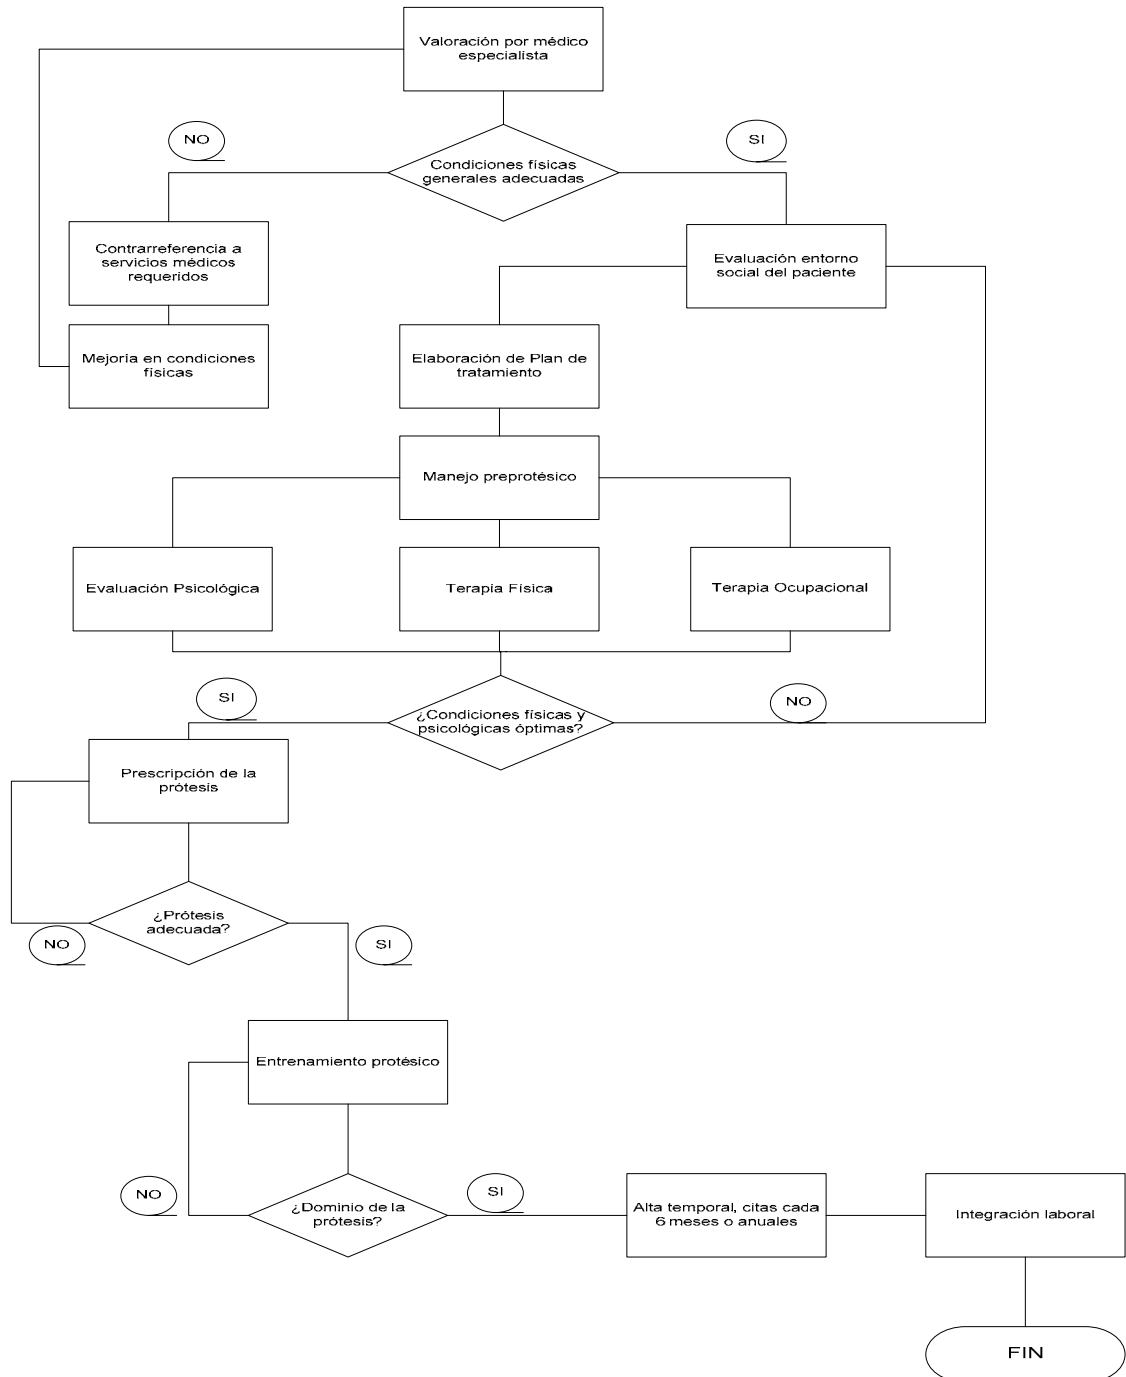 Valoración por médico
especialista
NO
SI
Condiciones físicas
generales adecuadas
Contrarreferencia a
servicios médicos
requeridos
Evaluación entorno
social del paciente
Mejoría en condiciones
físicas
Elaboración de Plan de
tratamiento
Manejo preprotésico
Evaluación Psicológica
Terapía Física
Terapia Ocupacional
SI
NO
¿Condiciones físicas y
psicológicas óptimas?
Prescripción de la
prótesis
¿Prótesis
adecuada?
NO
SI
Entrenamiento protésico
NO
SI
¿Dominio de la
prótesis?
Alta temporal, citas cada
6 meses o anuales
Integración laboral
FIN